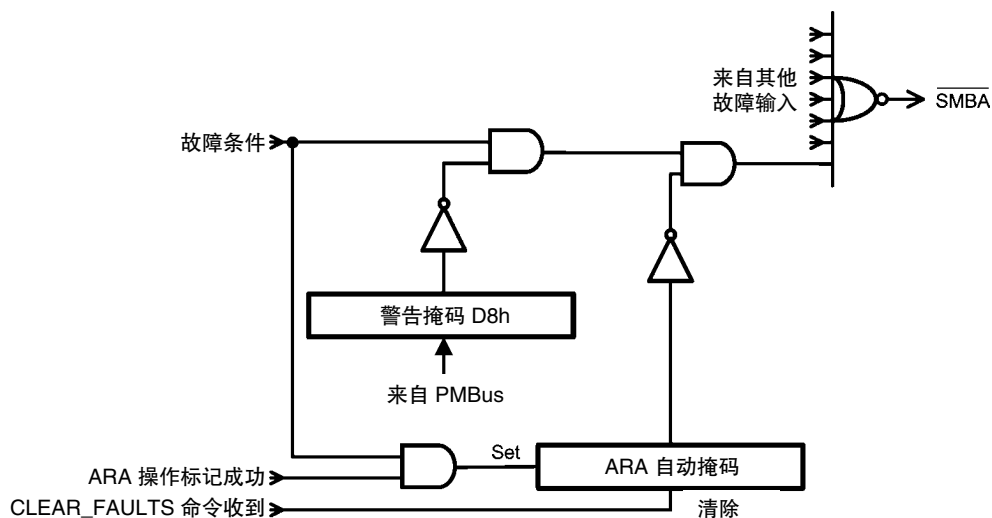 来自其他
故障输入
SMBA
故障条件
警告掩码 D8h
来自 PMBus
Set
ARA 操作标记成功
ARA 自动掩码
CLEAR_FAULTS 命令收到
清除